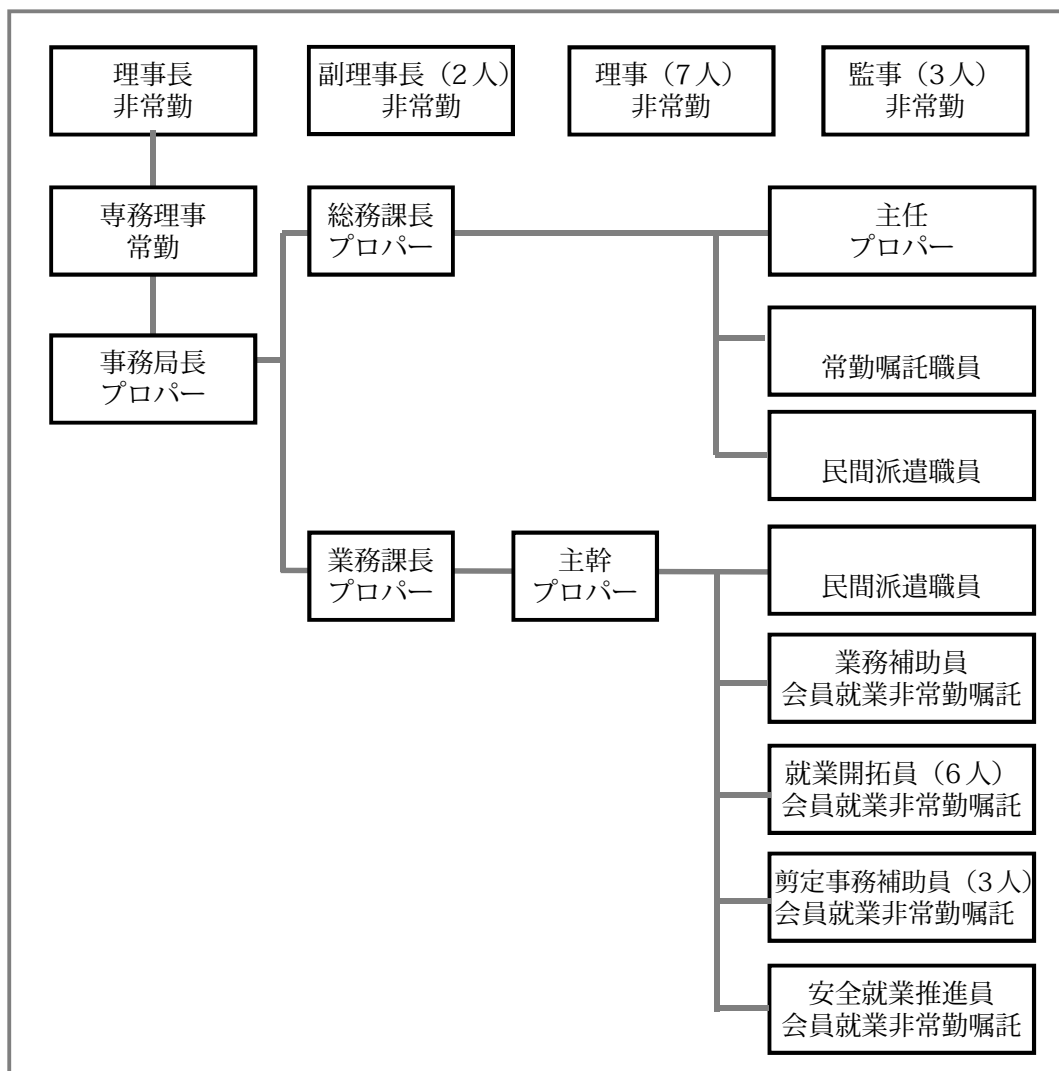 理事長
非常勤
副理事長（2人）
非常勤
理事（7人）
非常勤
監事（3人）
非常勤
専務理事
常勤
総務課長
プロパー
主任
プロパー
事務局長
プロパー
常勤嘱託職員
民間派遣職員
業務課長
プロパー
主幹
プロパー
民間派遣職員
業務補助員
会員就業非常勤嘱託
就業開拓員（6人）
会員就業非常勤嘱託
剪定事務補助員（3人）
会員就業非常勤嘱託
安全就業推進員
会員就業非常勤嘱託